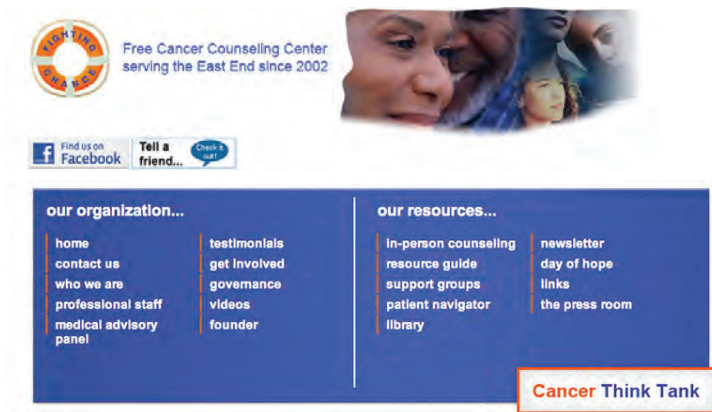 FIGHTING
CHANCE
Free Cancer Counseling Center
serving the East End since 2002
Find us on
Facebook
Tell a
friend...
Check it
out!
our organization...
home
contact us
who we are
professional staff
medical advisory
panel
testimonials
get involved
governance
videos
founder
our resources...
in-person counseling
resource guide
support groups
patient navigator
library
newsletter
day of hope
links
the press room
Cancer Think Tank